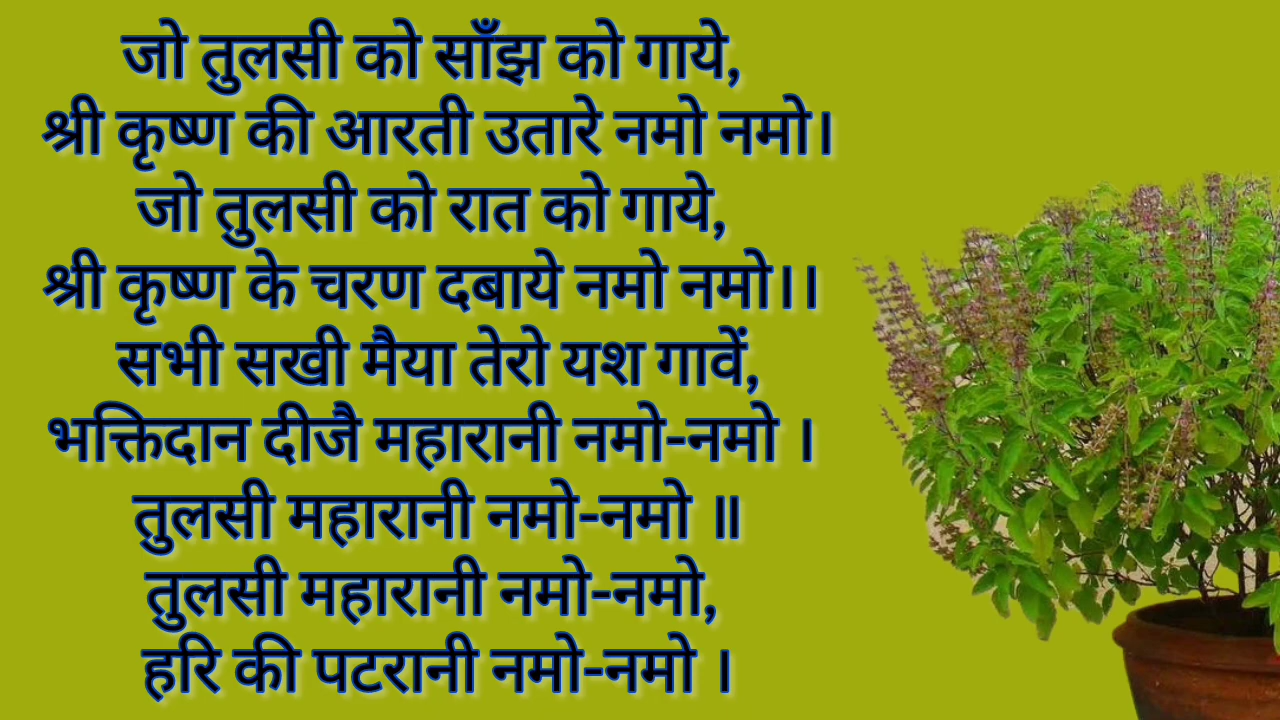 जो तुलसी को साँझ को गाये,
श्री कृष्ण की आरती उतारे नमो नमो।
जो तुलसी को रात को गाये,
श्री कृष्ण के चरण दबाये नमो नमो।।
सभी सखी मैया तेरो यश गावें,
भक्तिदान दीजै महारानी नमो-नमो ।
तुलसी महारानी नमो-नमो ॥
तुलसी महारानी नमो-नमो,
हरि की पटरानी नमो-नमो ।